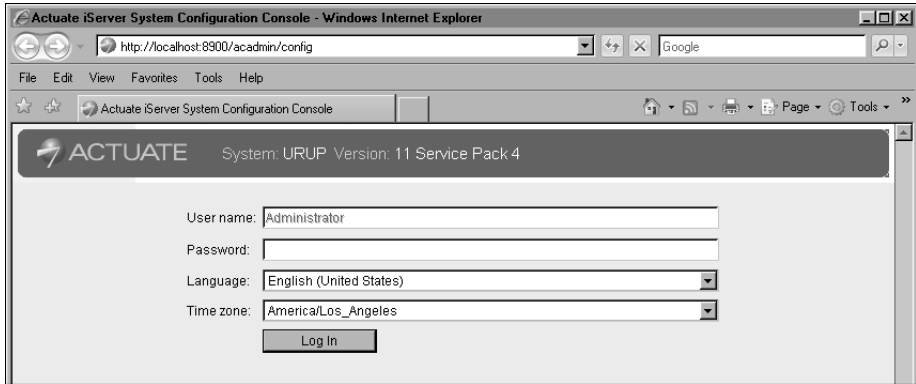 Actuate iServer System Configuration Console - Windows Internet Explorer
http://localhost:8900/acadmin/config
Google
File Edit View Favorites Tools Help
Actuate iServer System Configuration Console
Page Tools
ACTUATE System: URUP Version: 11 Service Pack 4
User name: Administrator
Password:
Language: English (United States)
Time zone: America/Los_Angeles
Log In